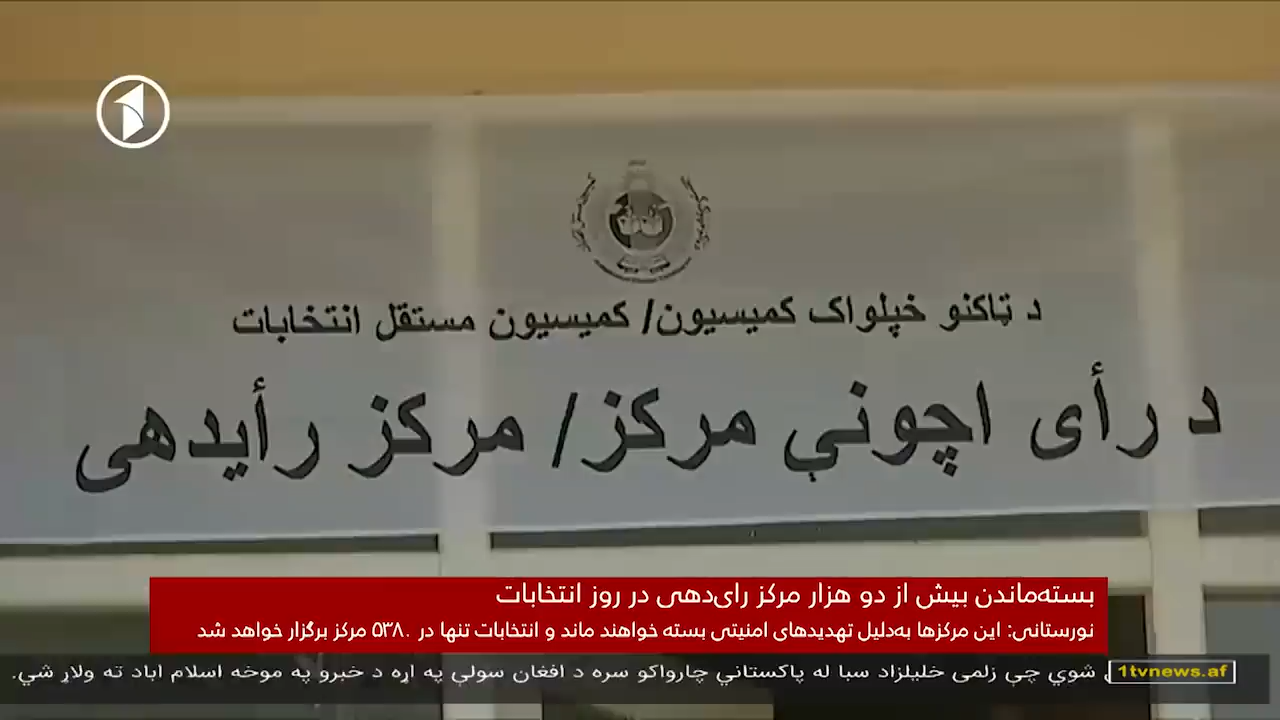 د ټاکنو خپلواک کمیسیون/ کمیسیون مستقل انتخابات
د رأی اچونې مرکز/ مرکز رأیدهی
بسته‌ماندن بیش از دو هزار مرکز رای‌دهی در روز انتخابات
نورستانی: این مرکزها به‌دلیل تهدیدهای امنیتی بسته خواهند ماند و انتخابات تنها در ۵۳۸۰ مرکز برگزار خواهد شد
شوي چې زلمی خلیلزاد سبا له پاکستاني چارواکو سره د افغان سولې په اړه د خبرو په موخه اسلام اباد ته ولاړ شي.
1tvnews.af